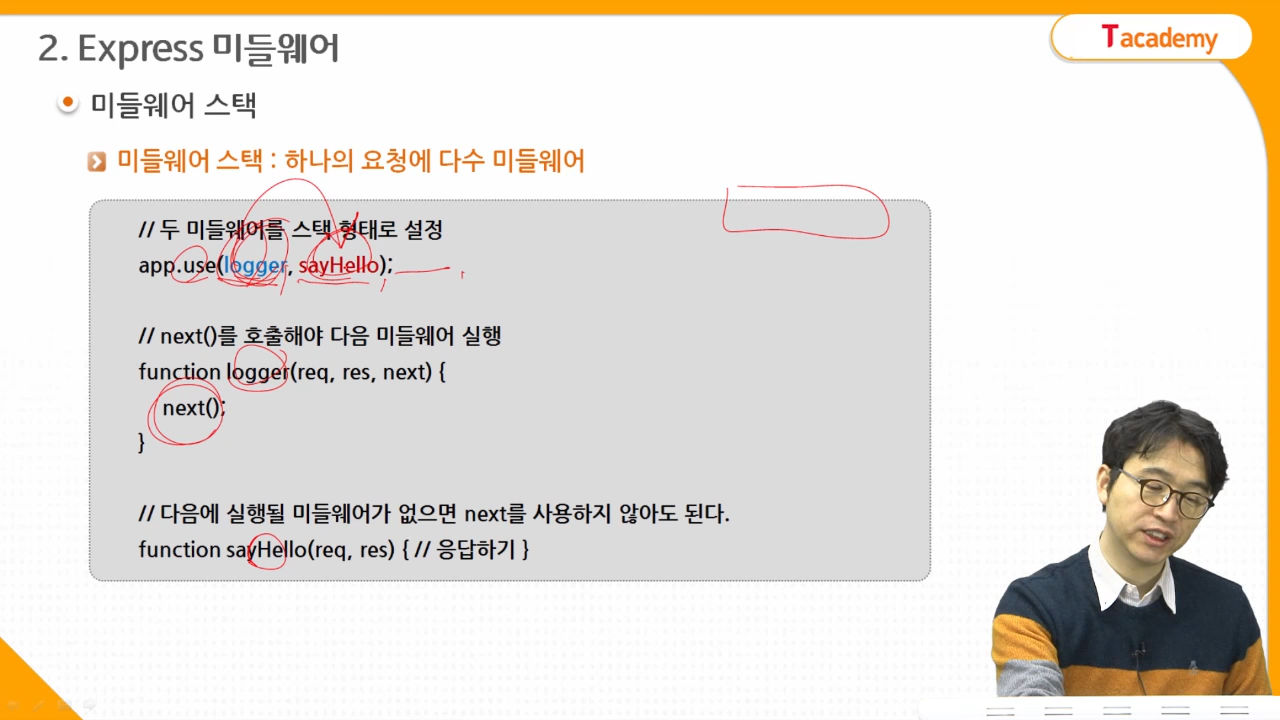 2. Express 미들웨어
Tacademy
미들웨어 스택
미들웨어 스택 : 하나의 요청에 다수 미들웨어
// 두 미들웨어를 스택 형태로 설정
app.use(logger, sayHello);
// next()를 호출해야 다음 미들웨어 실행
function logger(req, res, next) {
next();
}
// 다음에 실행될 미들웨어가 없으면 next를 사용하지 않아도 된다.
function sayHello(req, res) { // 응답하기 }